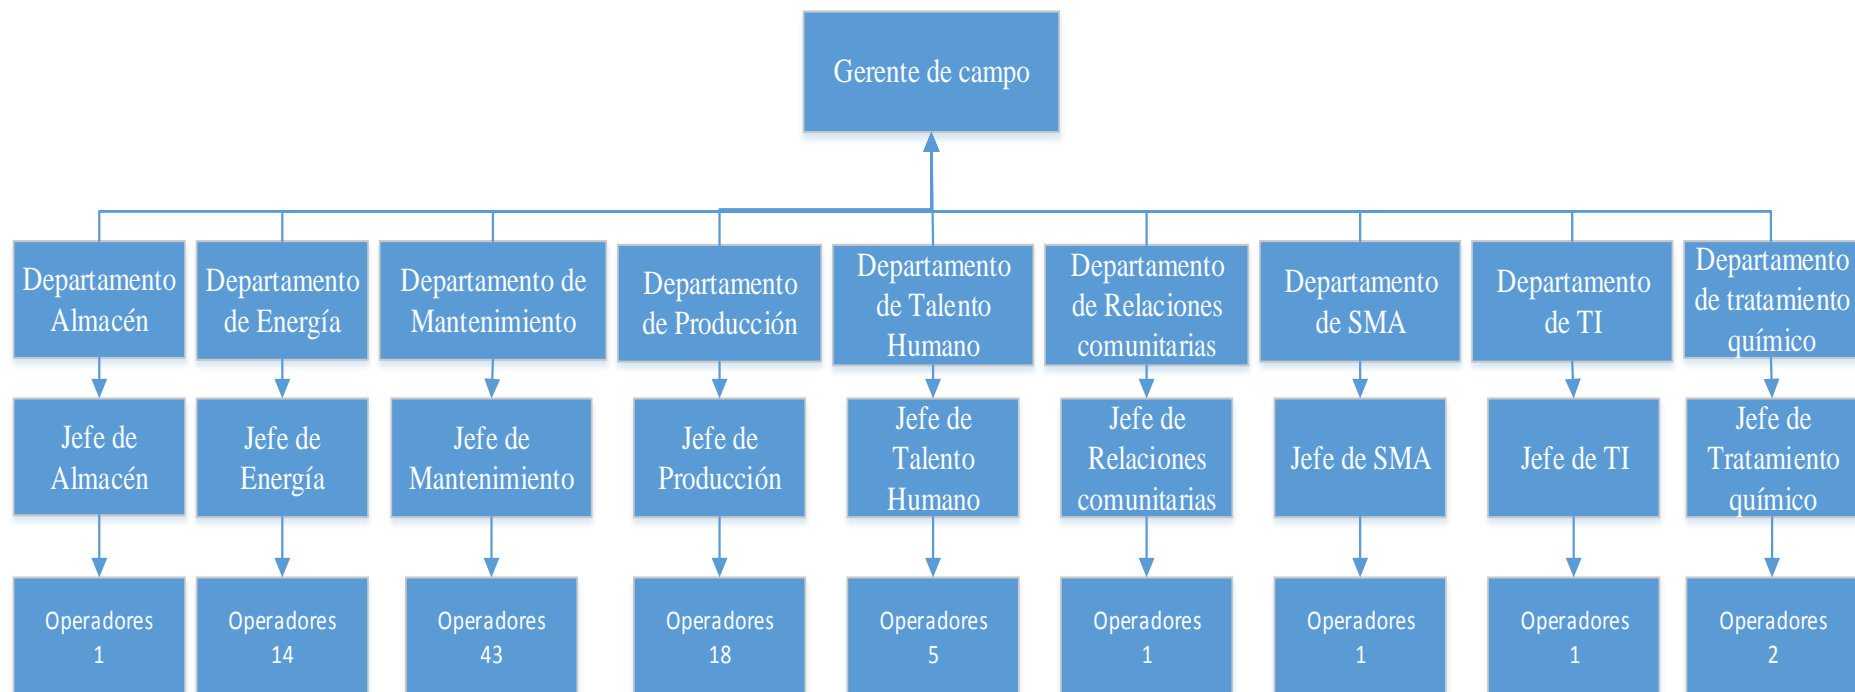 Gerente de campo
Departamento
Almacén
Departamento
de Energía
Departamento de
Mantenimiento
Departamento
de Producción
Departamento
de Talento
Humano
Departamento
de Relaciones
comunitarias
Departamento
de SMA
Departamento
de TI
Departamento
de tratamiento
químico
Jefe de
Almacén
Jefe de
Energía
Jefe de
Mantenimiento
Jefe de
Producción
Jefe de
Talento
Humano
Jefe de
Relaciones
comunitarias
Jefe de SMA
Jefe de TI
Jefe de
Tratamiento
químico
Operadores
1
Operadores
14
Operadores
43
Operadores
18
Operadores
5
Operadores
1
Operadores
1
Operadores
1
Operadores
2